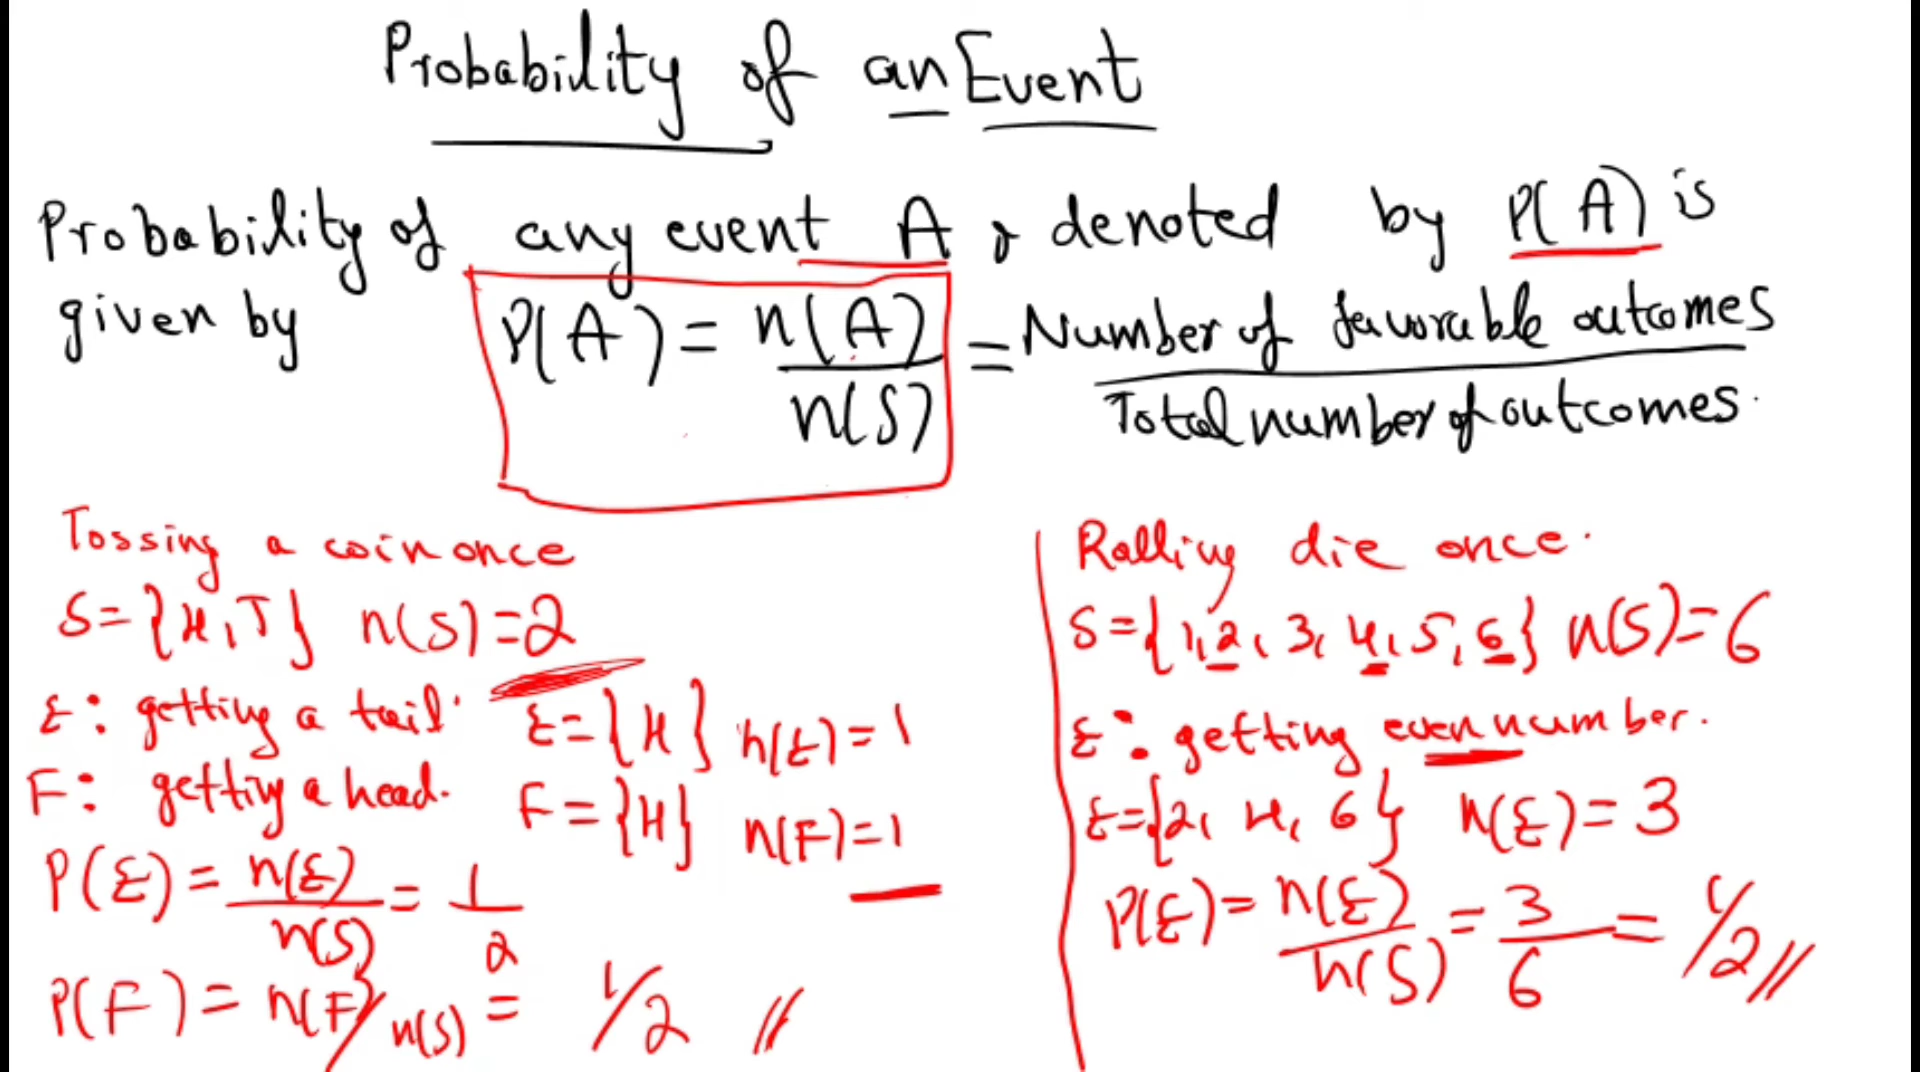 Probability of an Event
Probability of any event A & denoted by P(A) is
given by P(A) = n(A)/n(S) = Number of favorable outcomes/Total number of outcomes.
Tossing a coin once
S={H,T} n(S)=2
E: getting a tail. E={H} n(E)=1
F: getting a head. F={H} n(F)=1
P(E)= n(E)/n(S) = 1/2
P(F)= n(F)/n(S) = 1/2 //
Rolling die once.
S={1,2,3,4,5,6} n(S)=6
E: getting even number.
E={2,4,6} n(E)=3
P(E)= n(E)/n(S) = 3/6 = 1/2 //